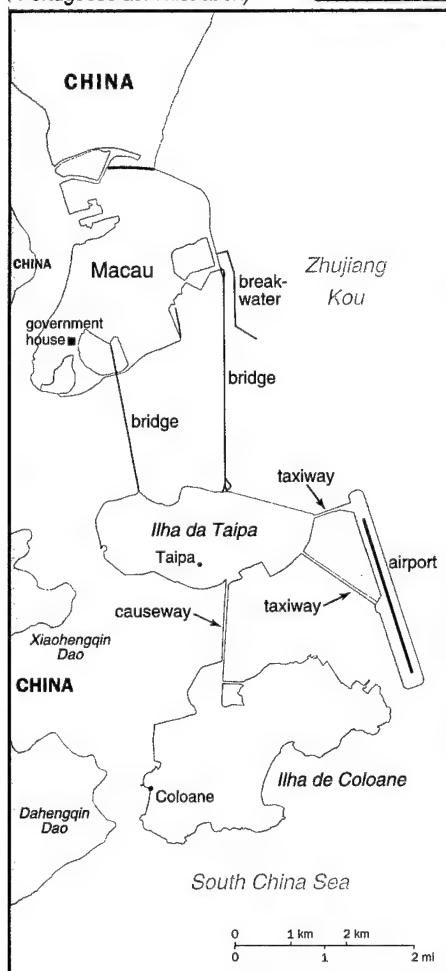 CHINA
CHINA
Macau
Zhujiang
Kou
break-
water
government
house
bridge
bridge
taxiway
Ilha da Taipa
Taipa
airport
causeway
taxiway
Xiaohengqin
Dao
CHINA
Ilha de Coloane
Coloane
Dahengqin
Dao
South China Sea
0 1 km 2 km
0 1 2 mi